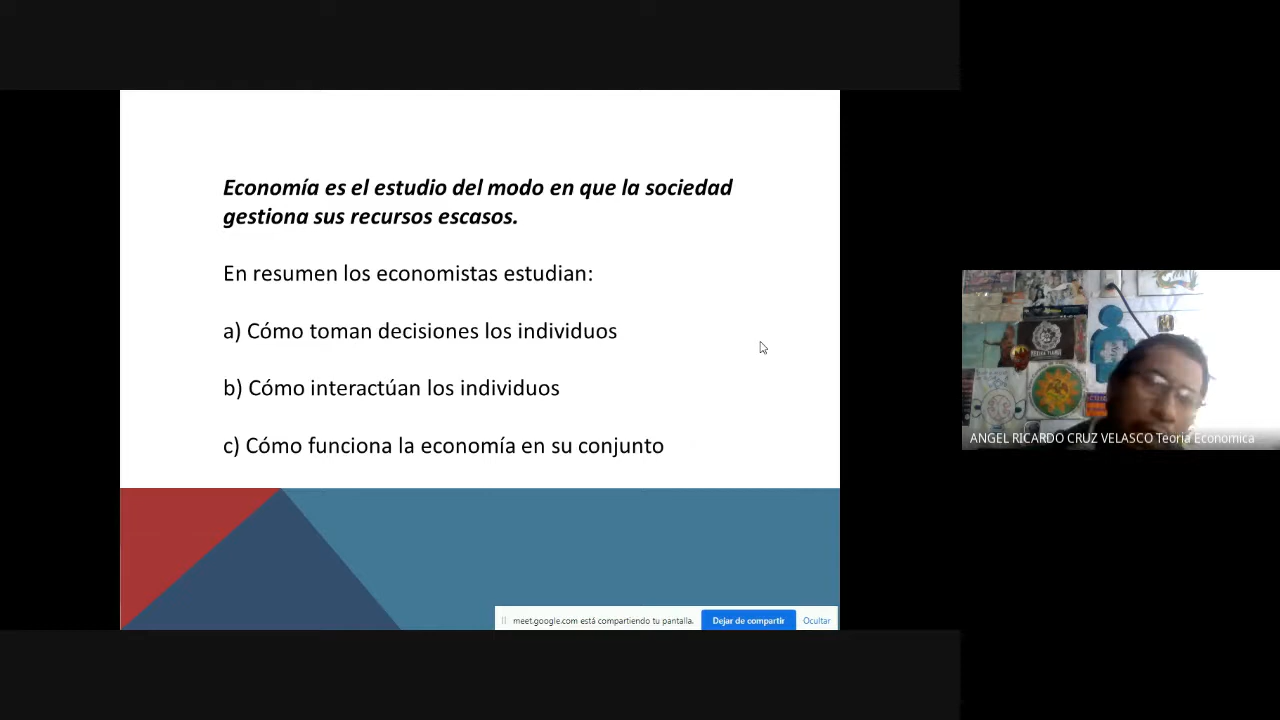 Economía es el estudio del modo en que la sociedad
gestiona sus recursos escasos.
En resumen los economistas estudian:
a) Cómo toman decisiones los individuos
b) Cómo interactúan los individuos
c) Cómo funciona la economía en su conjunto
meet.google.com está compartiendo tu pantalla.
Dejar de compartir
Ocultar
ANGEL RICARDO CRUZ VELASCO Teoría Economica